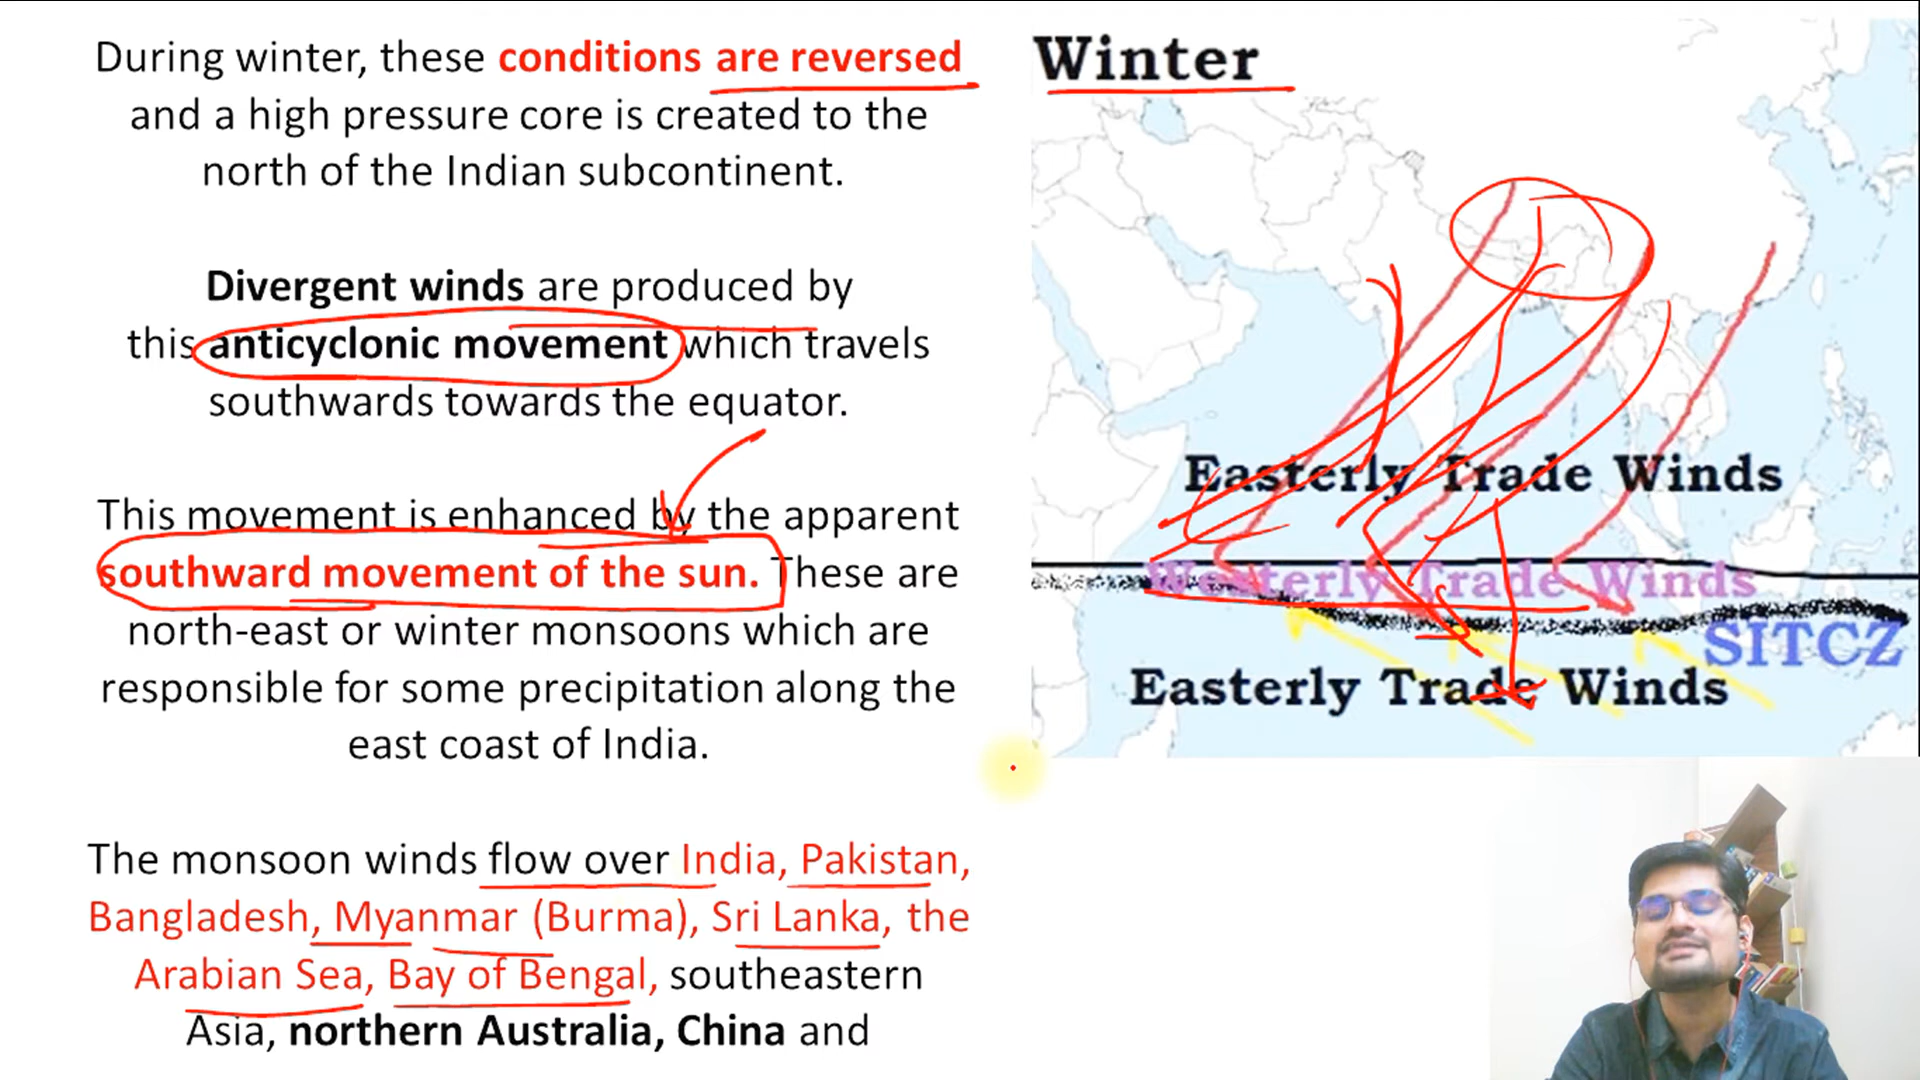 During winter, these conditions are reversed
and a high pressure core is created to the
north of the Indian subcontinent.
Divergent winds are produced by
this anticyclonic movement which travels
southwards towards the equator.
This movement is enhanced by the apparent
southward movement of the sun. These are
north-east or winter monsoons which are
responsible for some precipitation along the
east coast of India.
The monsoon winds flow over India, Pakistan,
Bangladesh, Myanmar (Burma), Sri Lanka, the
Arabian Sea, Bay of Bengal, southeastern
Asia, northern Australia, China and
Winter
Easterly Trade Winds
Westerly Trade Winds
SITCZ
Easterly Trade Winds